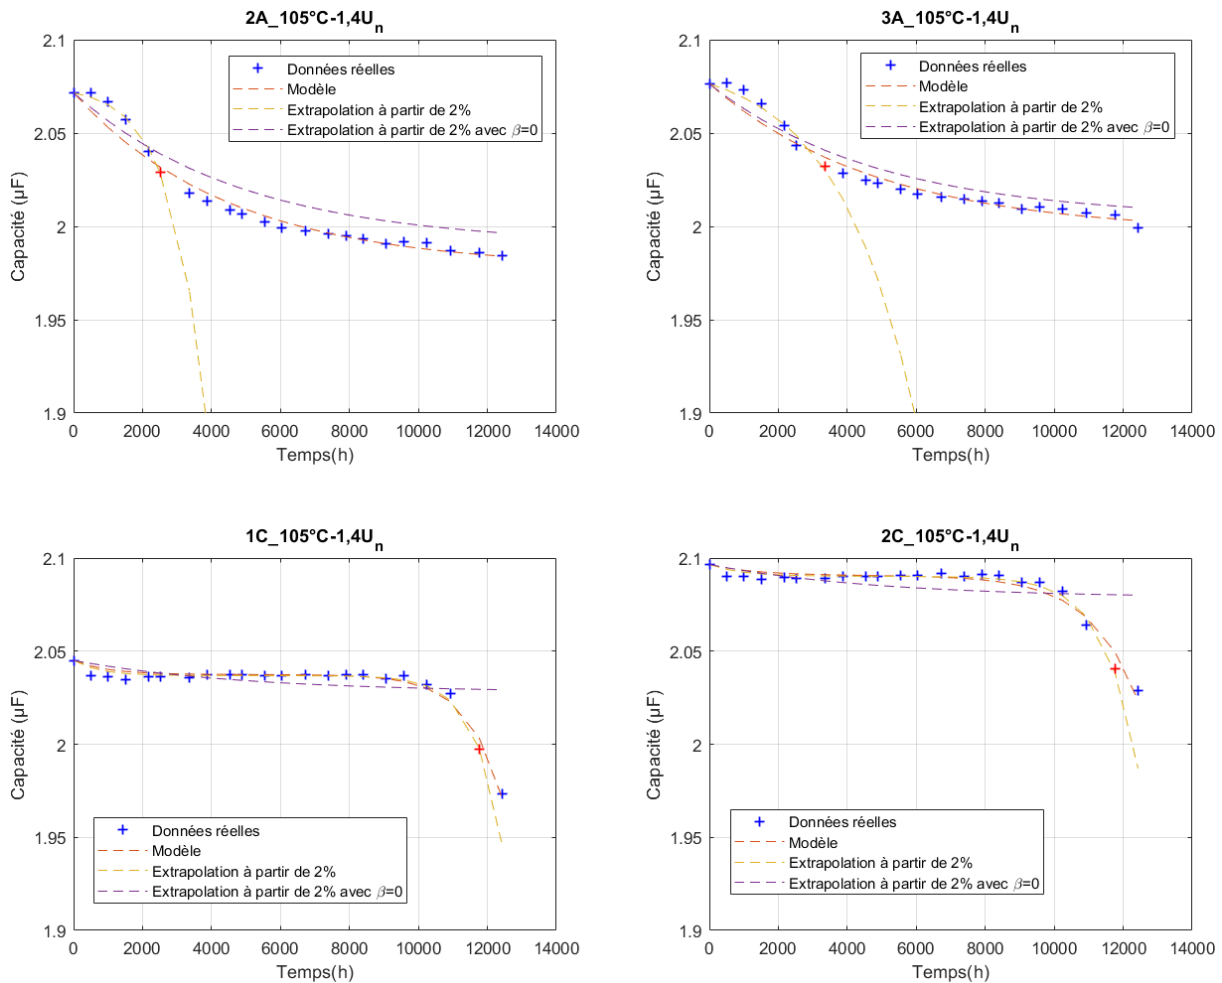 2A_105°C-1,4Un
2.1
2.05
2
1.95
1.9
Capacité (µF)
Données réelles
Modèle
Extrapolation à partir de 2%
Extrapolation à partir de 2% avec β=0
0 2000 4000 6000 8000 10000 12000 14000
Temps(h)
3A_105°C-1,4Un
2.1
2.05
2
1.95
1.9
Capacité (µF)
Données réelles
Modèle
Extrapolation à partir de 2%
Extrapolation à partir de 2% avec β=0
0 2000 4000 6000 8000 10000 12000 14000
Temps(h)
1C_105°C-1,4Un
2.1
2.05
2
1.95
1.9
Capacité (µF)
Données réelles
Modèle
Extrapolation à partir de 2%
Extrapolation à partir de 2% avec β=0
0 2000 4000 6000 8000 10000 12000 14000
Temps(h)
2C_105°C-1,4Un
2.1
2.05
2
1.95
1.9
Capacité (µF)
Données réelles
Modèle
Extrapolation à partir de 2%
Extrapolation à partir de 2% avec β=0
0 2000 4000 6000 8000 10000 12000 14000
Temps(h)